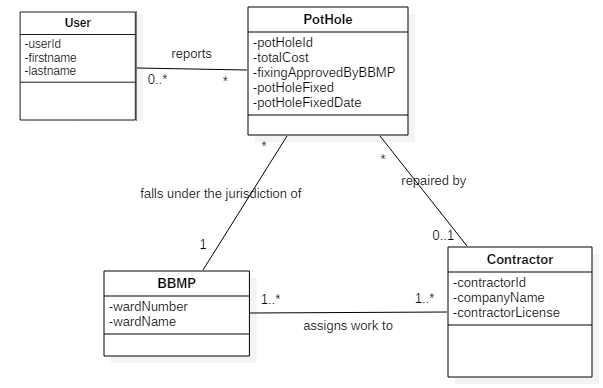 User
-userId
-firstname
-lastname
reports
0..*
*
PotHole
-potHoleId
-totalCost
-fixingApprovedByBBMP
-potHoleFixed
-potHoleFixedDate
*
*
falls under the jurisdiction of
repaired by
1
0..1
BBMP
-wardNumber
-wardName
1..*
1..*
assigns work to
Contractor
-contractorId
-companyName
-contractorLicense